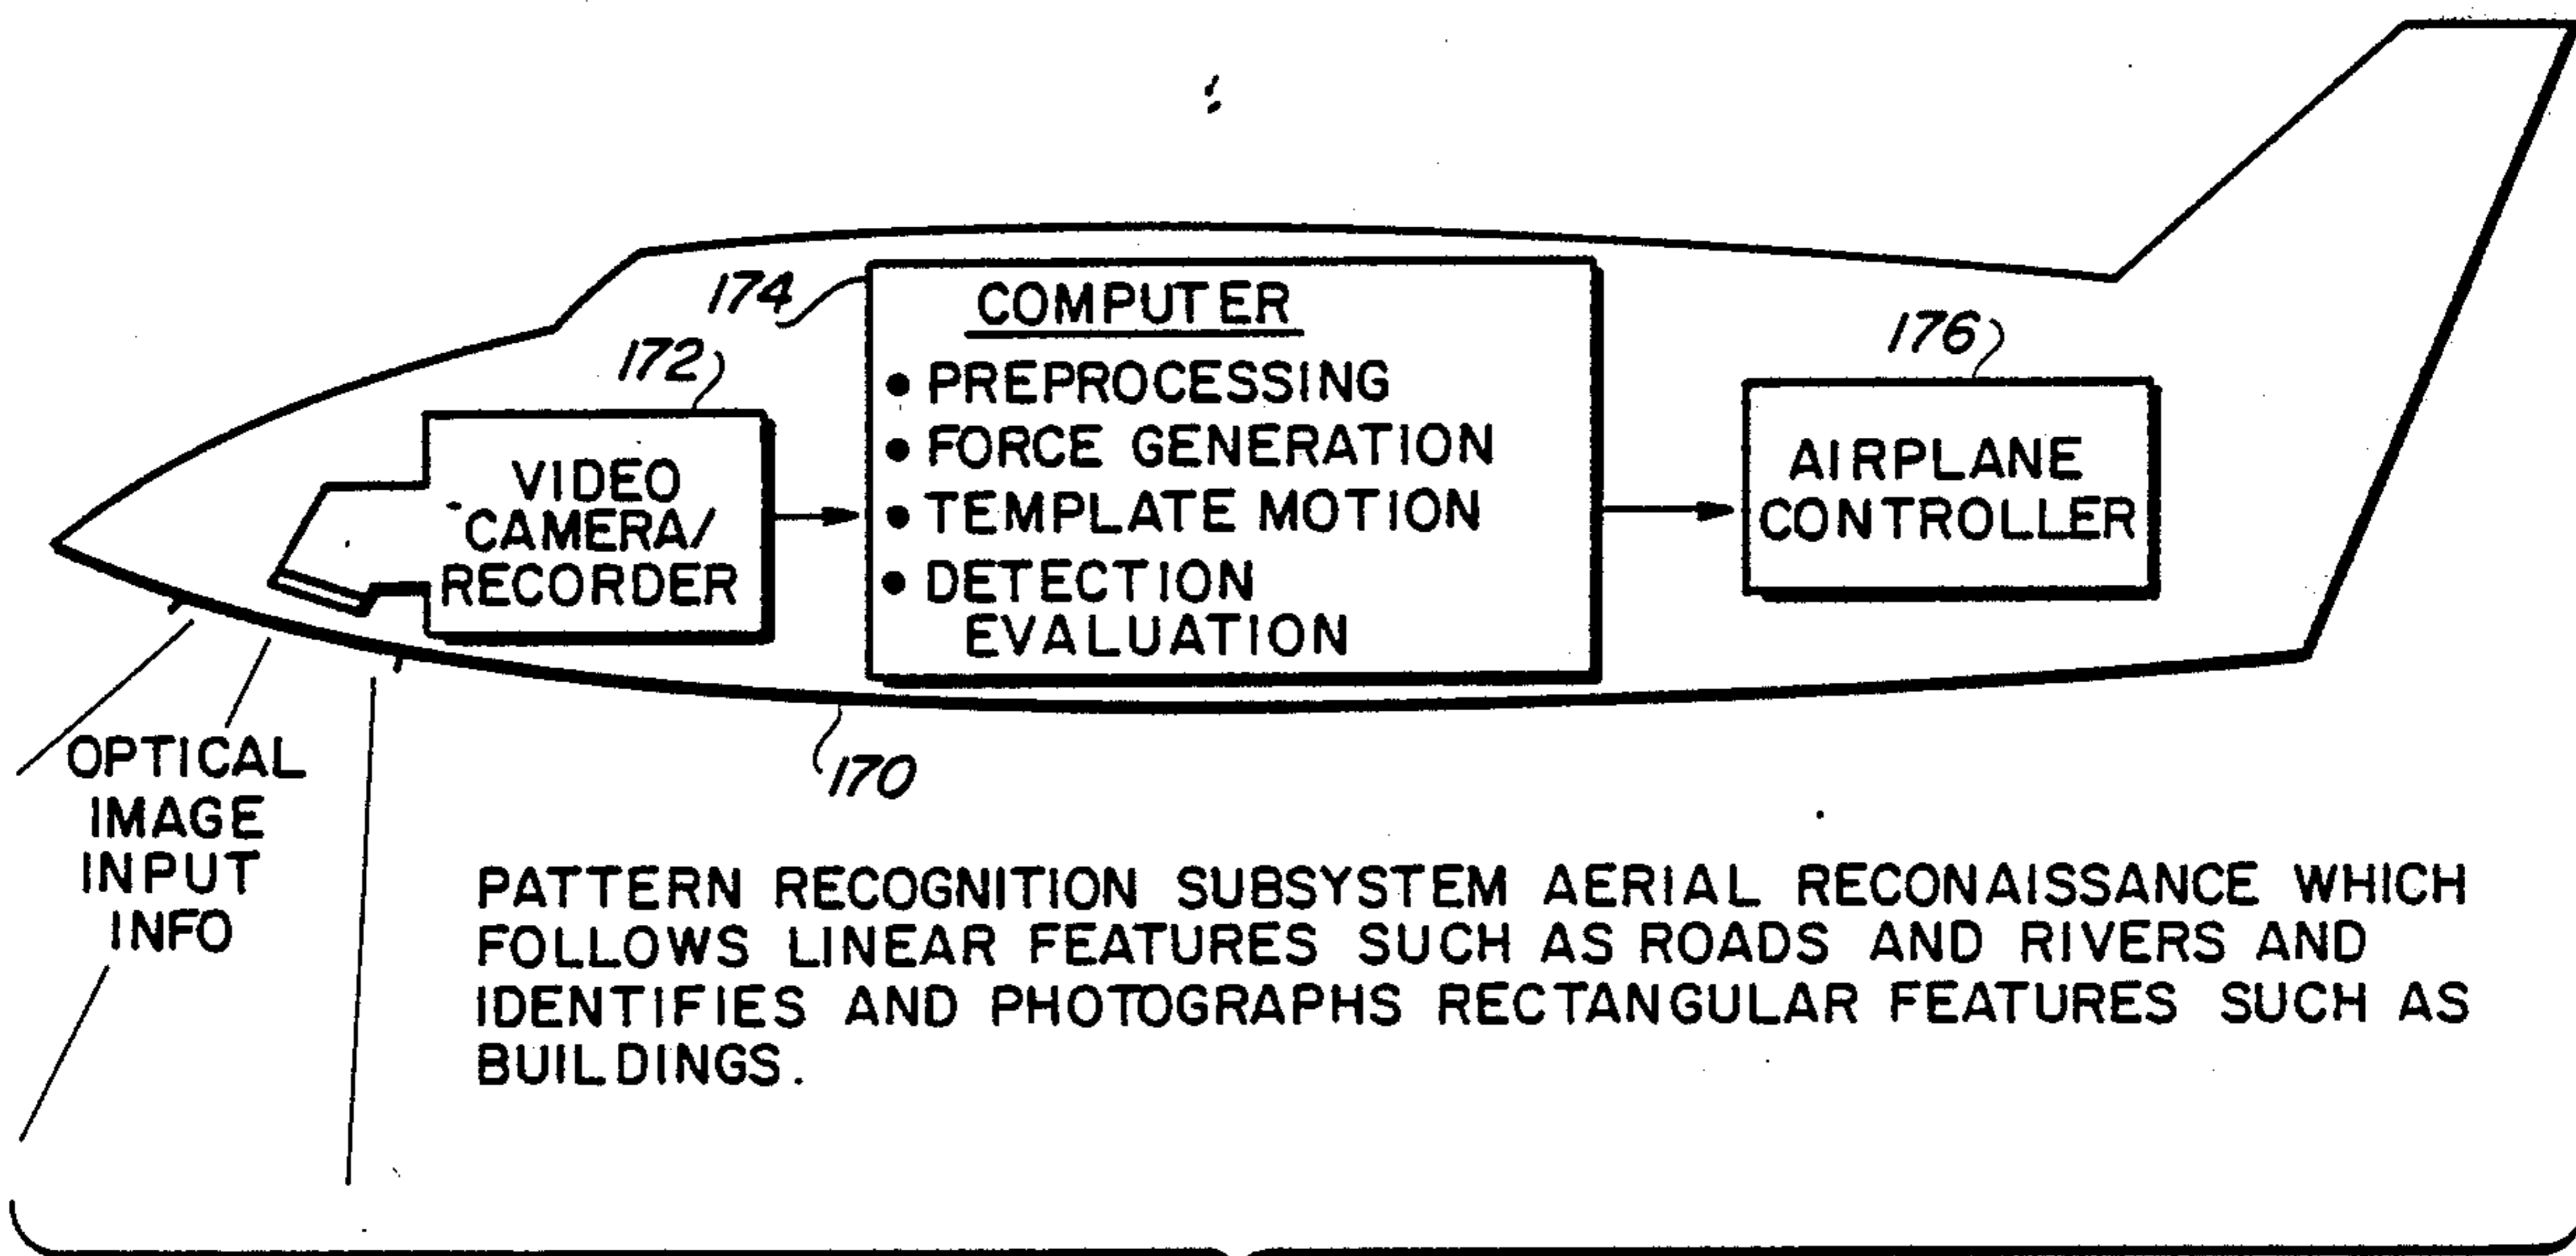 174
COMPUTER
172
176
• PREPROCESSING
• FORCE GENERATION
• TEMPLATE MOTION
• DETECTION
EVALUATION
VIDEO
CAMERA/
RECORDER
AIRPLANE
CONTROLLER
170
OPTICAL
IMAGE
INPUT
INFO
PATTERN RECOGNITION SUBSYSTEM AERIAL RECONAISSANCE WHICH
FOLLOWS LINEAR FEATURES SUCH AS ROADS AND RIVERS AND
IDENTIFIES AND PHOTOGRAPHS RECTANGULAR FEATURES SUCH AS
BUILDINGS.